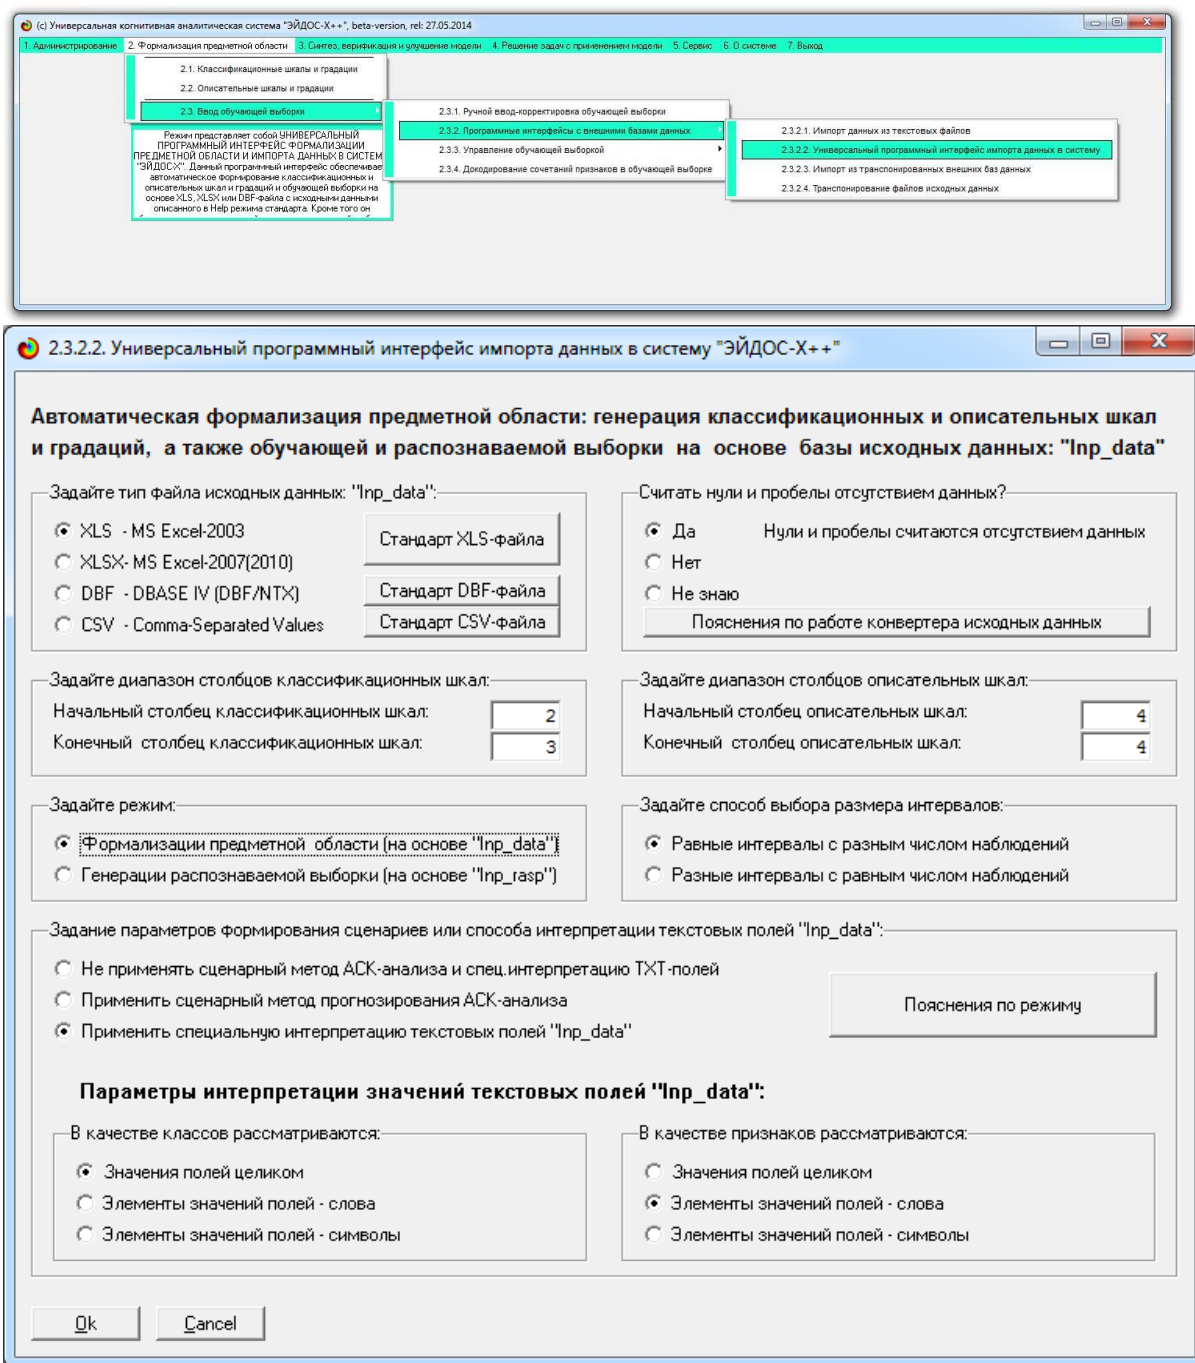 (c) Универсальная когнитивная аналитическая система "ЭЙДОС-X++", beta-version, rel: 27.05.2014
1. Администрирование 2. Формализация предметной области 3. Синтез, верификация и улучшение модели 4. Решение задач с применением модели 5. Сервис 6. О системе 7. Выход
2.1. Классификационные шкалы и градации
2.2. Описательные шкалы и градации
2.3. Ввод обучающей выборки
2.3.1. Ручной ввод-корректировка обучающей выборки
2.3.2. Программные интерфейсы с внешними базами данных
2.3.3. Управление обучающей выборкой
2.3.4. Докодирование сочетаний признаков в обучающей выборке
2.3.2.1. Импорт данных из текстовых файлов
2.3.2.2. Универсальный программный интерфейс импорта данных в систему
2.3.2.3. Импорт из транспонированных внешних баз данных
2.3.2.4. Транспонирование файлов исходных данных
Режим представляет собой УНИВЕРСАЛЬНЫЙ
ПРОГРАММНЫЙ ИНТЕРФЕЙС ФОРМАЛИЗАЦИИ
ПРЕДМЕТНОЙ ОБЛАСТИ И ИМПОРТА ДАННЫХ В СИСТЕМ
"ЭЙДОС-X". Данный программный интерфейс обеспечивае
автоматическое формирование классификационных и
описательных шкал и градаций и обучающей выборки на
основе XLS, XLSX или DBF-файла с исходными данными
описанного в Help режима стандарта. Кроме того он
2.3.2.2. Универсальный программный интерфейс импорта данных в систему "ЭЙДОС-X++"
Автоматическая формализация предметной области: генерация классификационных и описательных шкал
и градаций, а также обучающей и распознаваемой выборки на основе базы исходных данных: "Inp_data"
Задайте тип файла исходных данных: "Inp_data":
XLS - MS Excel-2003
XLSX- MS Excel-2007(2010)
DBF - DBASE IV (DBF/NTX)
CSV - Comma-Separated Values
Стандарт XLS-файла
Стандарт DBF-файла
Стандарт CSV-файла
Считать нули и пробелы отсутствием данных?
Да Нули и пробелы считаются отсутствием данных
Нет
Не знаю
Пояснения по работе конвертера исходных данных
Задайте диапазон столбцов классификационных шкал:
Начальный столбец классификационных шкал: 2
Конечный столбец классификационных шкал: 3
Задайте диапазон столбцов описательных шкал:
Начальный столбец описательных шкал: 4
Конечный столбец описательных шкал: 4
Задайте режим:
Формализации предметной области (на основе "Inp_data")
Генерации распознаваемой выборки (на основе "Inp_rasp")
Задайте способ выбора размера интервалов:
Равные интервалы с разным числом наблюдений
Разные интервалы с равным числом наблюдений
Задание параметров формирования сценариев или способа интерпретации текстовых полей "Inp_data":
Не применять сценарный метод АСК-анализа и спец.интерпретацию TXT-полей
Применить сценарный метод прогнозирования АСК-анализа
Применить специальную интерпретацию текстовых полей "Inp_data"
Пояснения по режиму
Параметры интерпретации значений текстовых полей "Inp_data":
В качестве классов рассматриваются:
Значения полей целиком
Элементы значений полей - слова
Элементы значений полей - символы
В качестве признаков рассматриваются:
Значения полей целиком
Элементы значений полей - слова
Элементы значений полей - символы
Ok Cancel